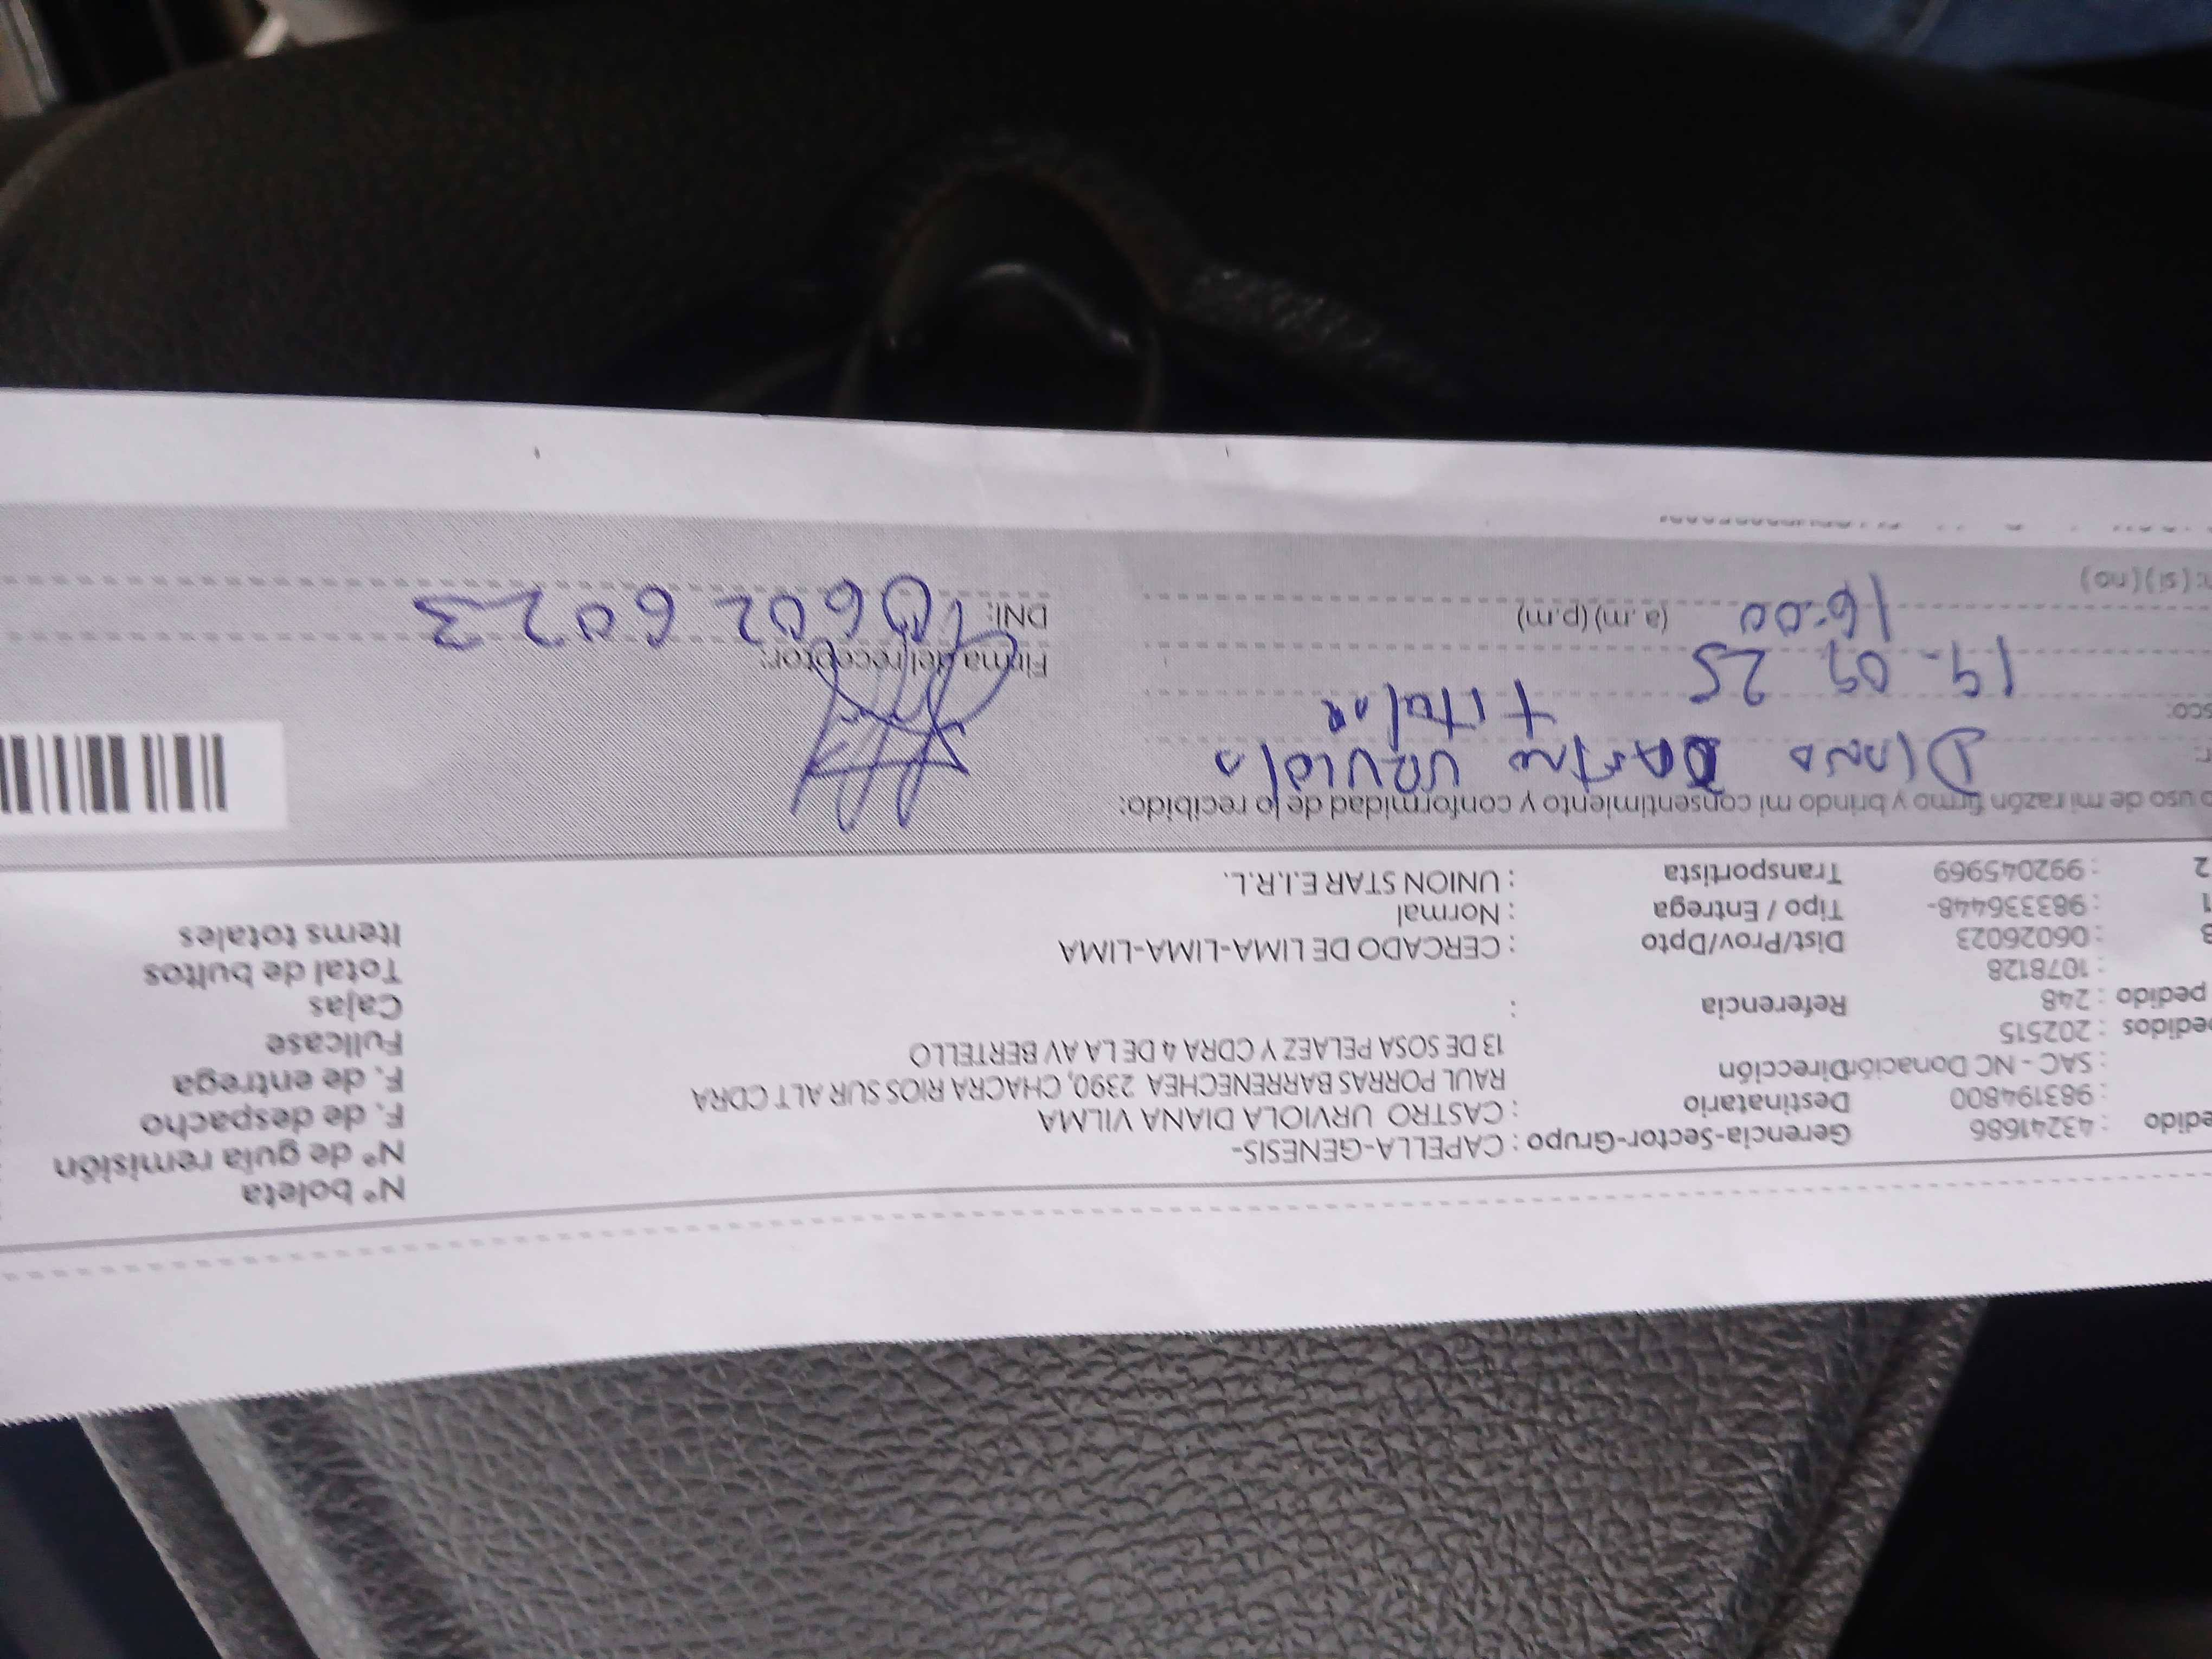 edido : 43241686 Gerencia-Sector-Grupo : CAPELLA-GENESIS- N° boleta
: 983194800 Destinatario : CASTRO URVIOLA DIANA VILMA N° de guía remisión
: SAC - NC Donación Dirección RAUL PORRAS BARRENECHEA 2390, CHACRA RIOS SUR ALT CDRA F. de despacho
edidos : 202515 13 DE SOSA PELAEZ Y CDRA 4 DE LA AV BERTELLO F. de entrega
pedido : 248 Referencia : Fullcase
: 1078128 Cajas
3 : 06026023 Dist/Prov/Dpto : CERCADO DE LIMA-LIMA-LIMA Total de bultos
1 : 983336448- Tipo / Entrega : Normal Items totales
2 : 992045969 Transportista : UNION STAR E.I.R.L.
o uso de mi razón firmo y brindo mi consentimiento y conformidad de lo recibido:
r: Diana Castro Urviola
sco: Titular
19. 09 25 Firma del receptor:
16:00 (a.m) (p.m) DNI: 06026023
: (si) (no)